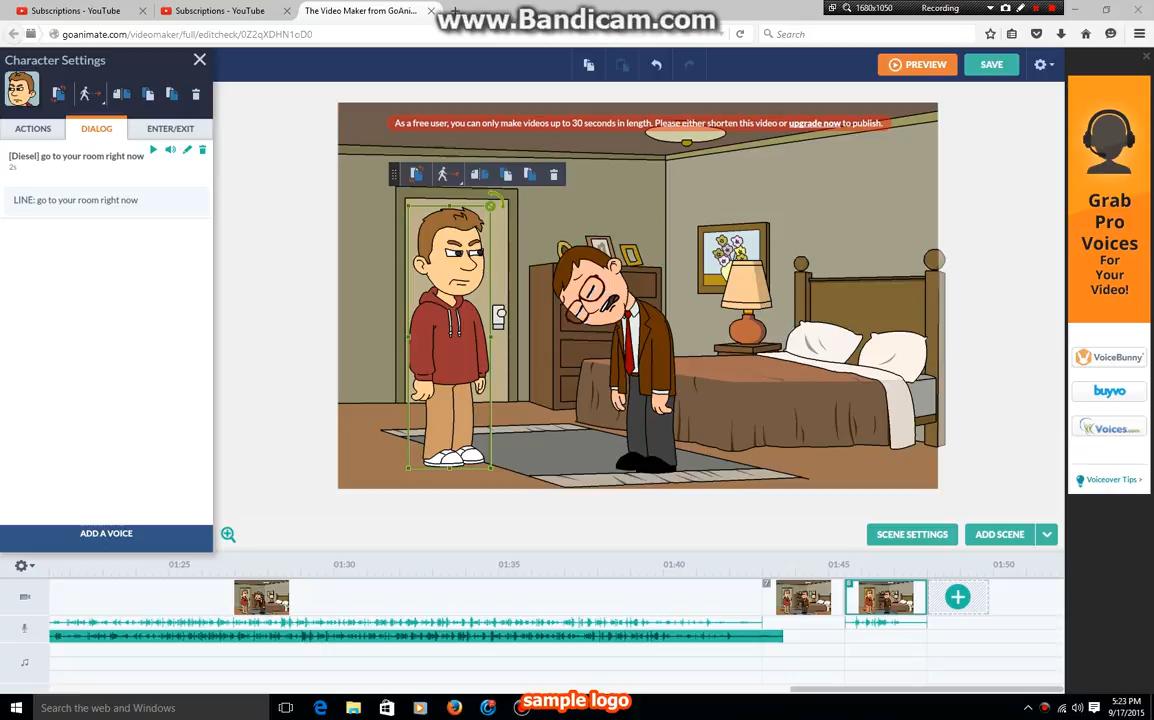 Subscriptions - YouTube
Subscriptions - YouTube
The Video Maker from GoAni...
www.Bandicam.com
1680x1050
Recording
goanimate.com/videomaker/full/editcheck/0Z2qXDHN1cD0
Search
Character Settings
PREVIEW
SAVE
ACTIONS
DIALOG
ENTER/EXIT
[Diesel] go to your room right now
2s
LINE: go to your room right now
ADD A VOICE
As a free user, you can only make videos up to 30 seconds in length. Please either shorten this video or upgrade now to publish.
Grab
Pro
Voices
For
Your
Video!
VoiceBunny
buyvo
Voices.com
Voiceover Tips >
SCENE SETTINGS
ADD SCENE
01:25
01:30
01:35
01:40
01:45
01:50
7
8
Search the web and Windows
sample logo
5:23 PM
9/17/2015